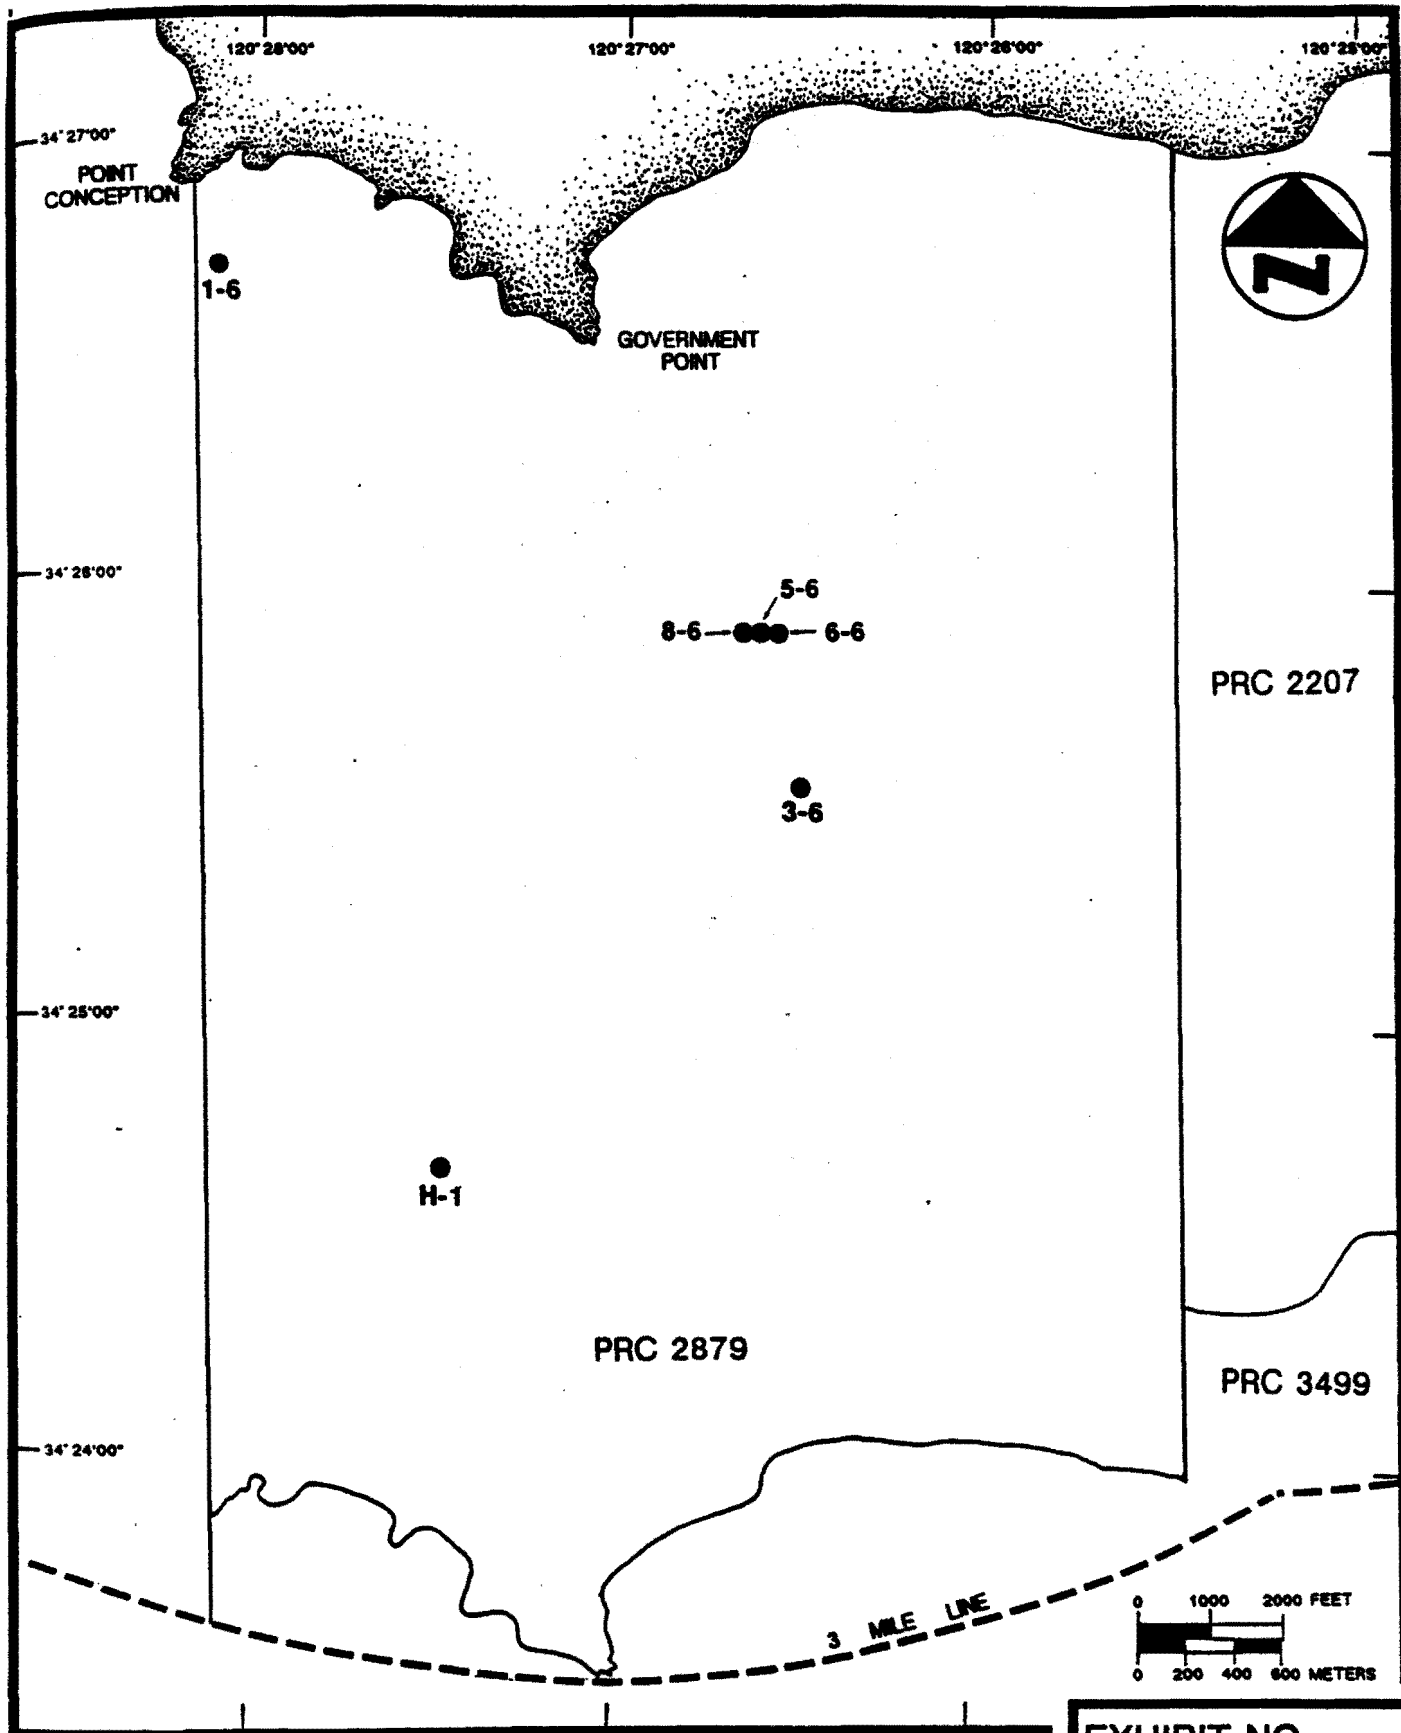 120°28'00"
120°27'00"
120°26'00"
120°25'00"
34°27'00"
POINT
CONCEPTION
1-6
N
GOVERNMENT
POINT
34°26'00"
5-6
8-6
6-6
PRC 2207
3-6
34°25'00"
H-1
PRC 2879
PRC 3499
34°24'00"
3 MILE LINE
0 1000 2000 FEET
0 200 400 600 METERS
EXHIBIT NO.